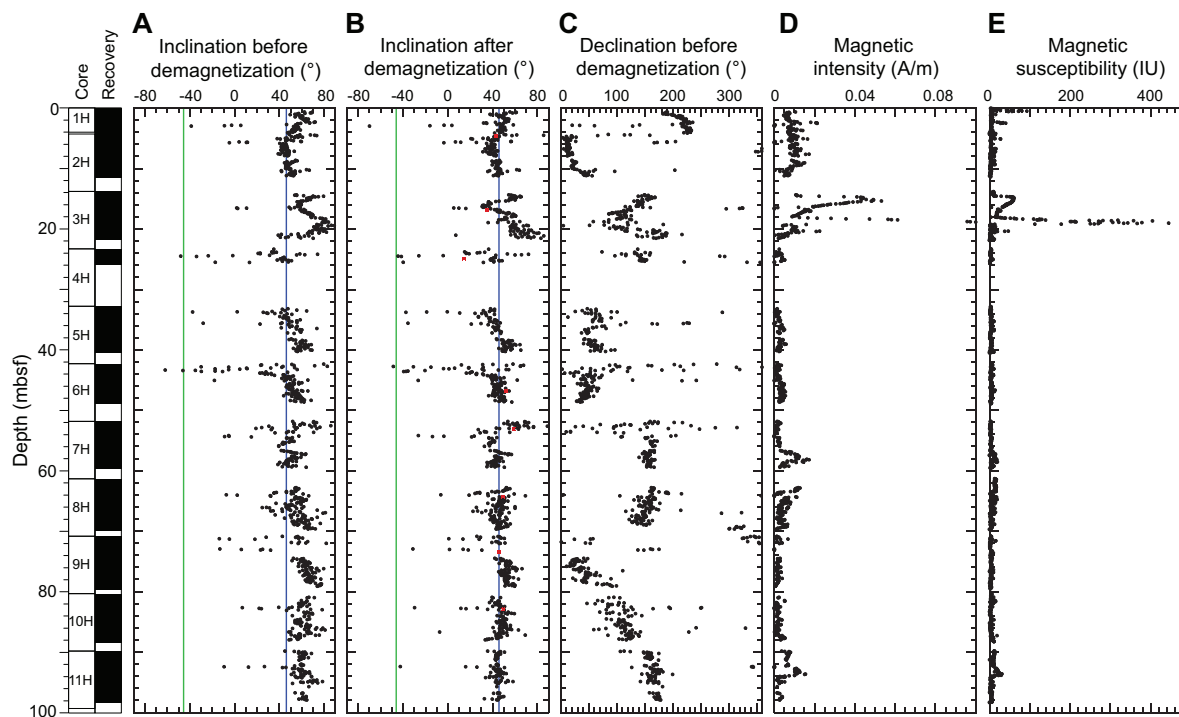 A B C D E
Inclination before demagnetization (°)
Inclination after demagnetization (°)
Declination before demagnetization (°)
Magnetic intensity (A/m)
Magnetic susceptibility (IU)
Core Recovery
-80 -40 0 40 80
-80 -40 0 40 80
0 100 300
0 0.04 0.08
0 200 400
Depth (mbsf)
0
20
40
60
80
100
1H
2H
3H
4H
5H
6H
7H
8H
9H
10H
11H